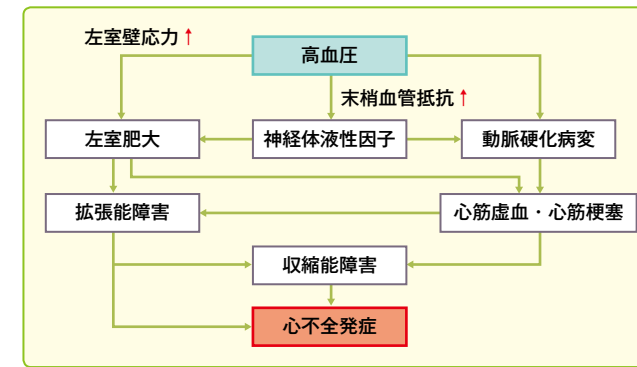 左室壁応力↑
高血圧
末梢血管抵抗↑
左室肥大
神経体液性因子
動脈硬化病変
拡張能障害
心筋虚血・心筋梗塞
収縮能障害
心不全発症